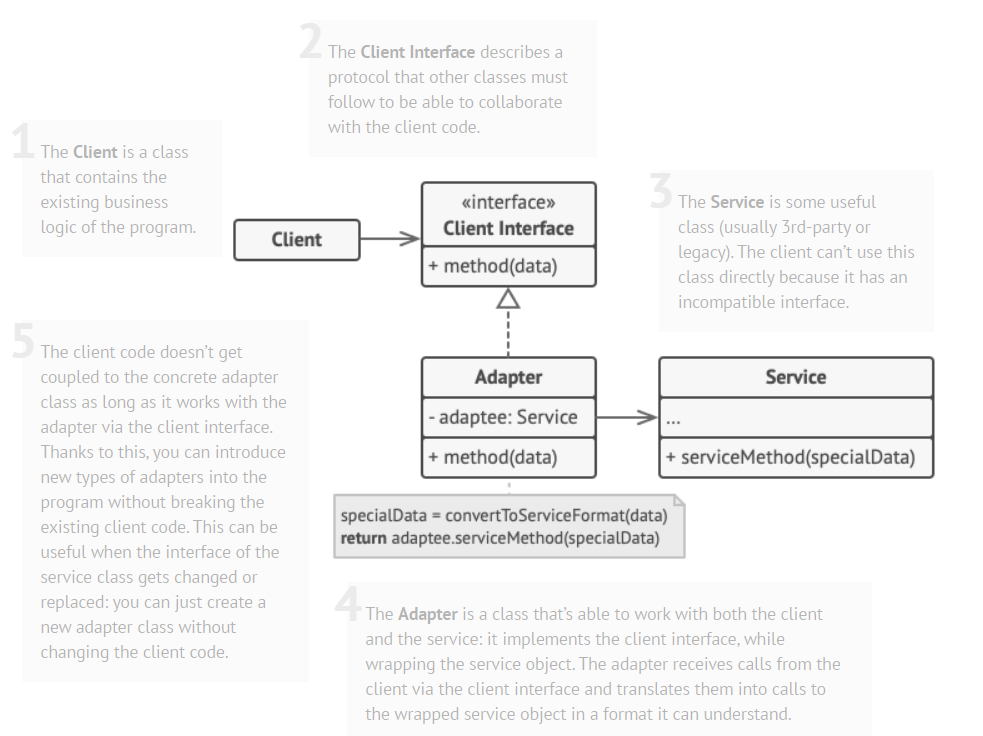 1
The Client is a class
that contains the
existing business
logic of the program.
2
The Client Interface describes a
protocol that other classes must
follow to be able to collaborate
with the client code.
3
The Service is some useful
class (usually 3rd-party or
legacy). The client can’t use this
class directly because it has an
incompatible interface.
Client
«interface»
Client Interface
+ method(data)
Adapter
- adaptee: Service
+ method(data)
Service
...
+ serviceMethod(specialData)
specialData = convertToServiceFormat(data)
return adaptee.serviceMethod(specialData)
4
The Adapter is a class that’s able to work with both the client
and the service: it implements the client interface, while
wrapping the service object. The adapter receives calls from the
client via the client interface and translates them into calls to
the wrapped service object in a format it can understand.
5
The client code doesn’t get
coupled to the concrete adapter
class as long as it works with the
adapter via the client interface.
Thanks to this, you can introduce
new types of adapters into the
program without breaking the
existing client code. This can be
useful when the interface of the
service class gets changed or
replaced: you can just create a
new adapter class without
changing the client code.